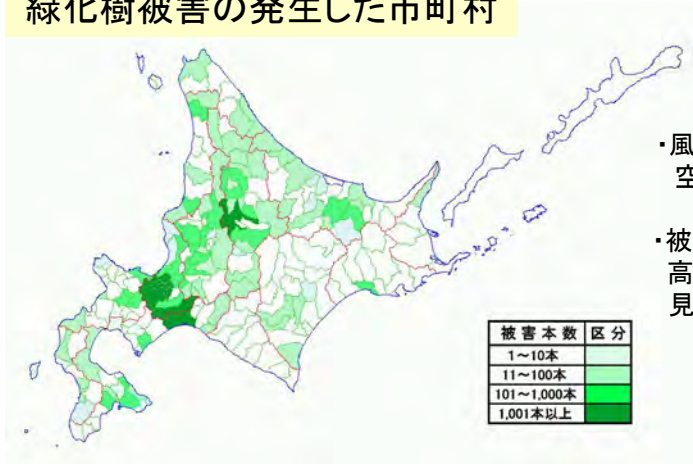 緑化樹被害の発生した市町村
・風
空
・被
高
見
被害本数 区分
1～10本
11～100本
101～1,000本
1,001本以上